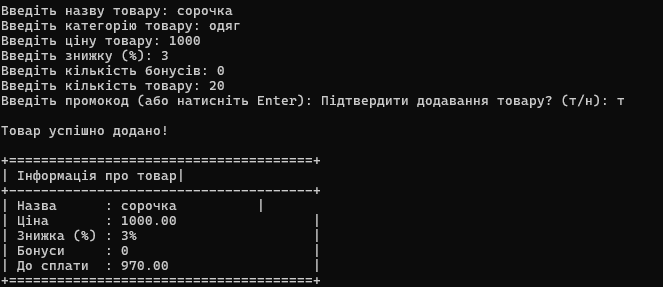 Введіть назву товару: сорочка
Введіть категорію товару: одяг
Введіть ціну товару: 1000
Введіть знижку (%): 3
Введіть кількість бонусів: 0
Введіть кількість товару: 20
Введіть промокод (або натисніть Enter): Підтвердити додавання товару? (т/н): т

Товар успішно додано!

+======================================+
| Інформація про товар|
+--------------------------------------+
| Назва      : сорочка                 |
| Ціна       : 1000.00                        |
| Знижка (%) : 3%                             |
| Бонуси     : 0                              |
| До сплати  : 970.00                         |
+======================================+